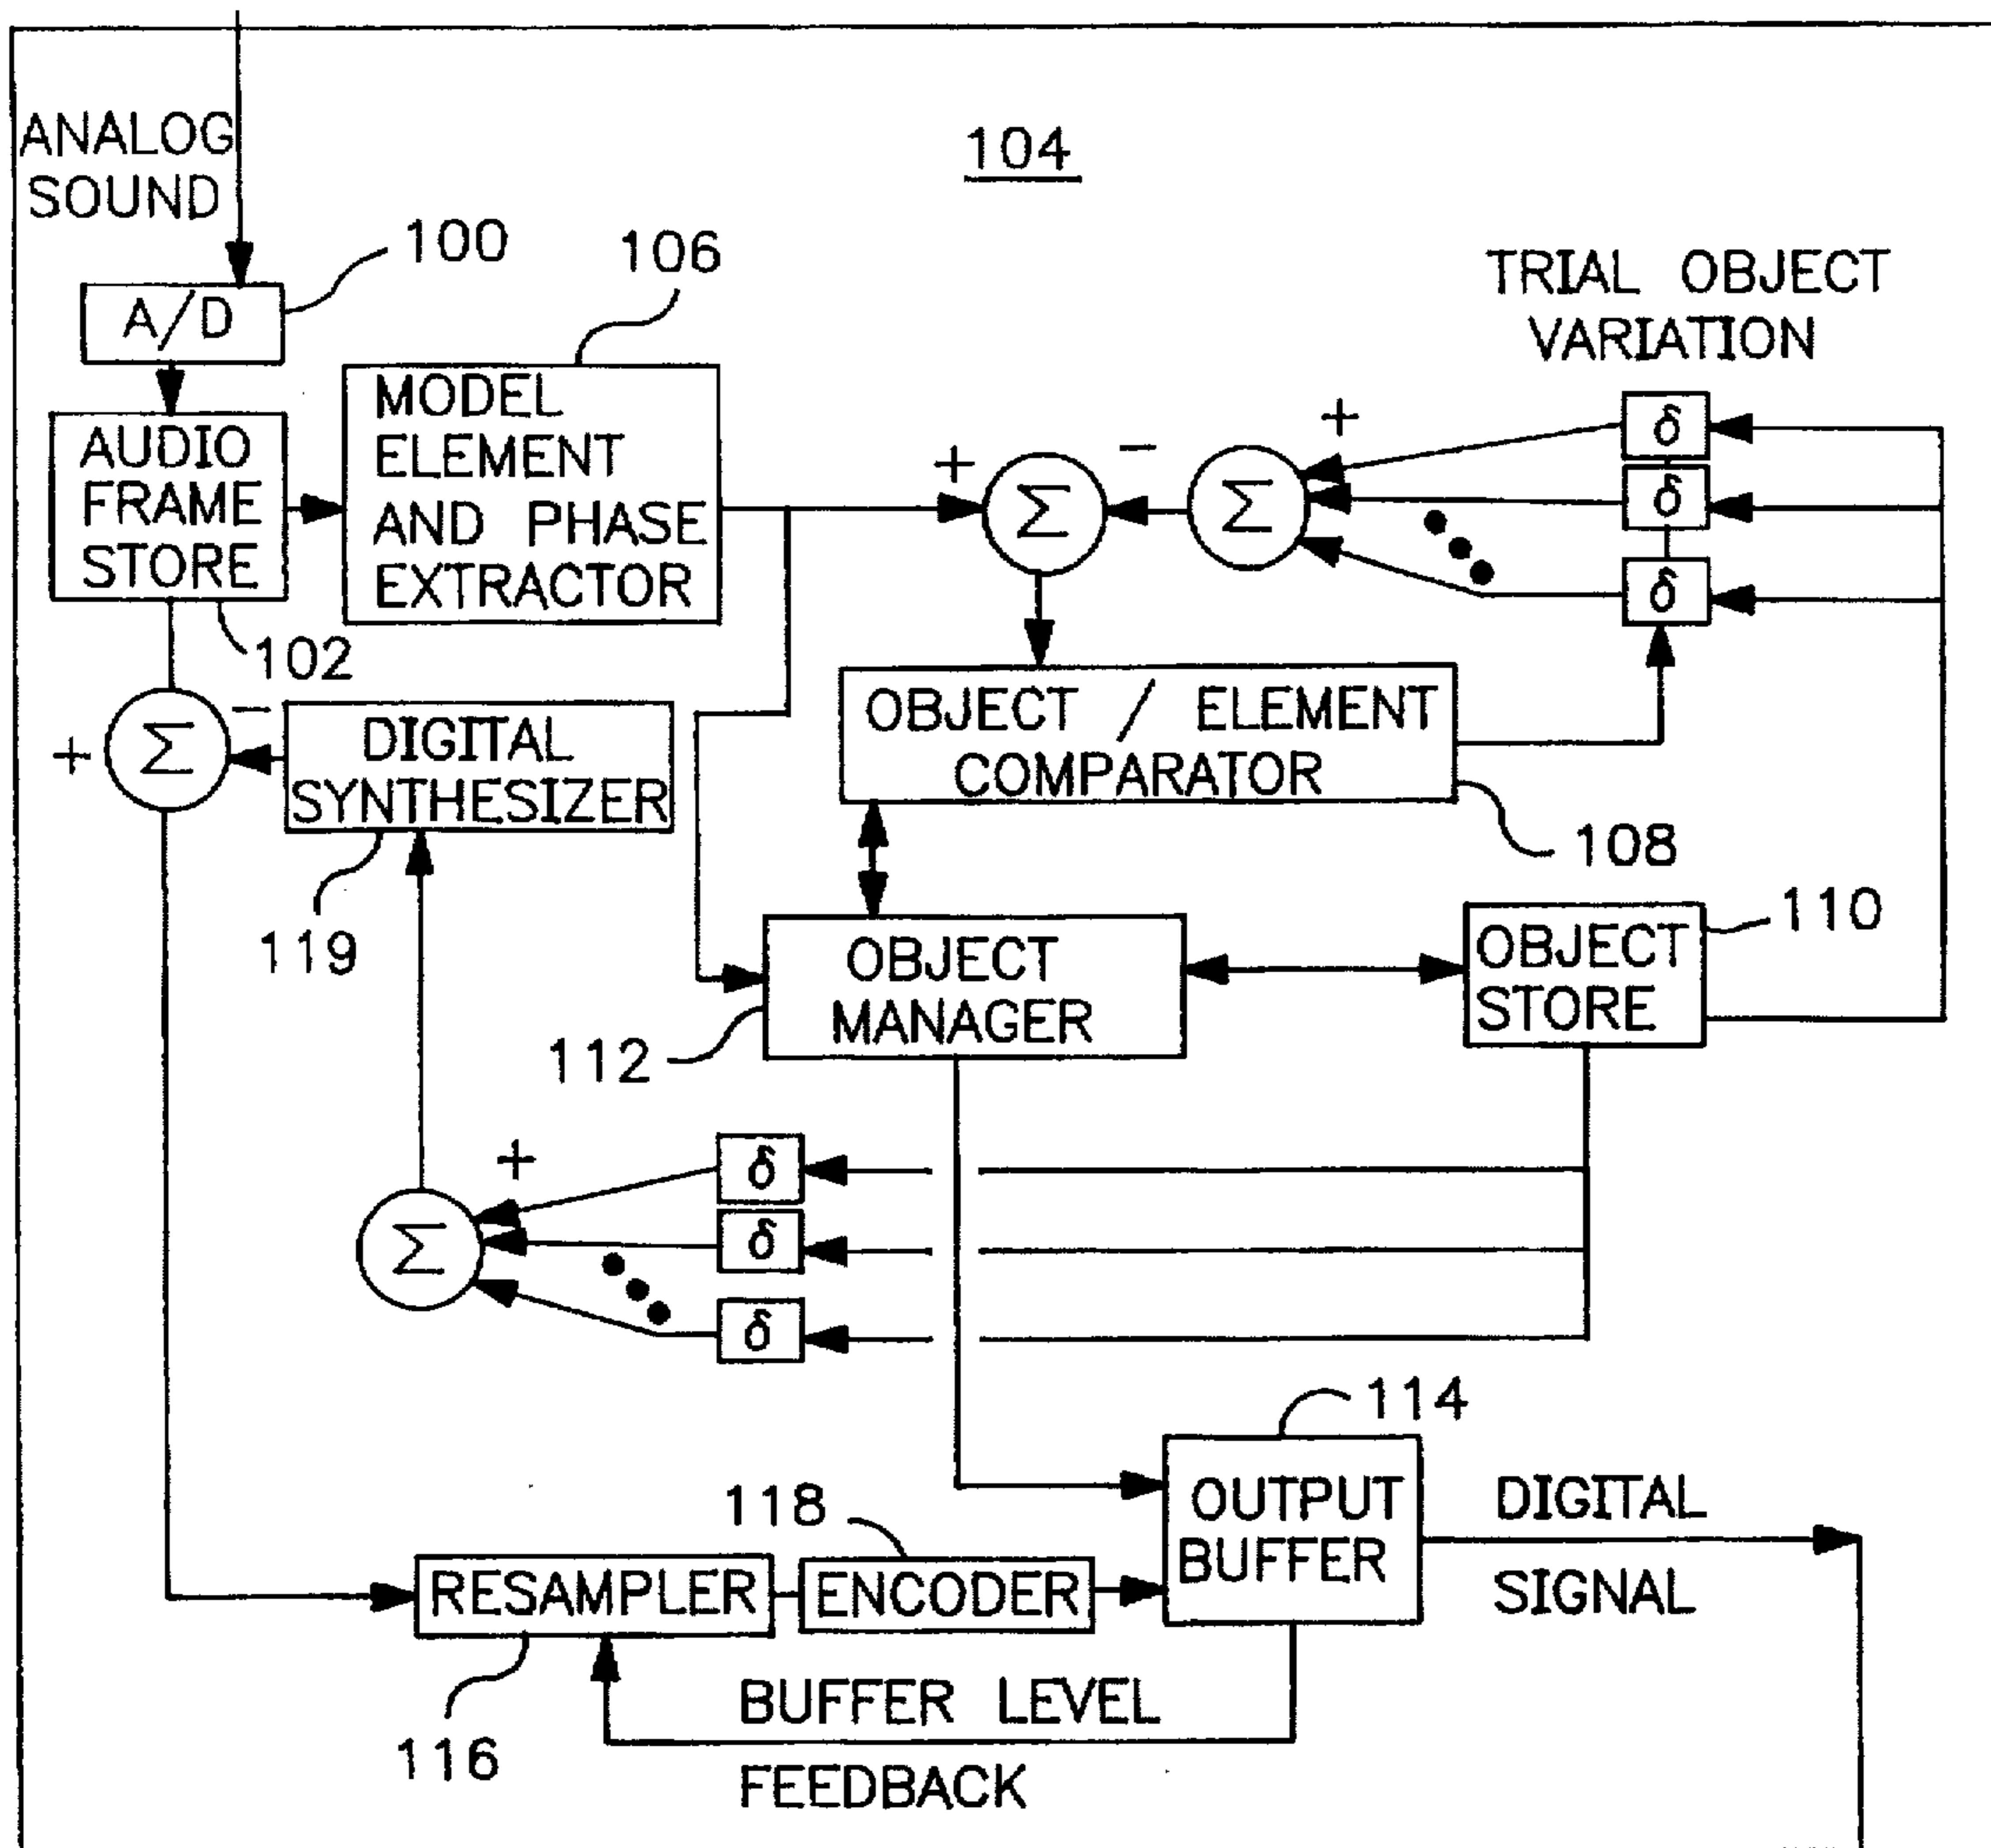 ANALOG
SOUND
104
100
106
TRIAL OBJECT
VARIATION
A/D
MODEL
ELEMENT
AND PHASE
EXTRACTOR
AUDIO
FRAME
STORE
+
Σ
−
Σ
+
δ
δ
δ
102
OBJECT / ELEMENT
COMPARATOR
108
+
Σ
−
DIGITAL
SYNTHESIZER
119
OBJECT
MANAGER
112
OBJECT
STORE
110
+
Σ
δ
δ
δ
114
OUTPUT
BUFFER
DIGITAL
SIGNAL
118
RESAMPLER
ENCODER
116
BUFFER LEVEL
FEEDBACK